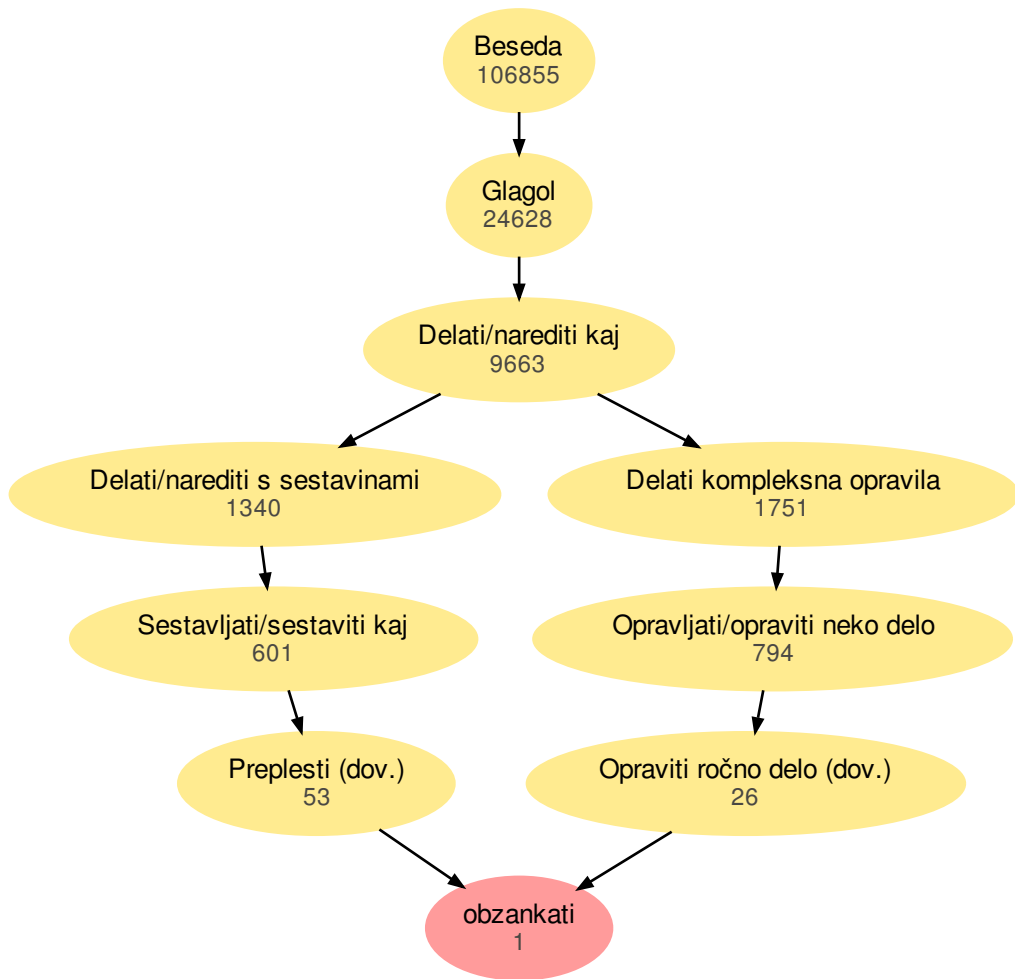 Beseda
106855
Glagol
24628
Delati/narediti kaj
9663
Delati/narediti s sestavinami
1340
Delati kompleksna opravila
1751
Sestavljati/sestaviti kaj
601
Opravljati/opraviti neko delo
794
Preplesti (dov.)
53
Opraviti ročno delo (dov.)
26
obzankati
1